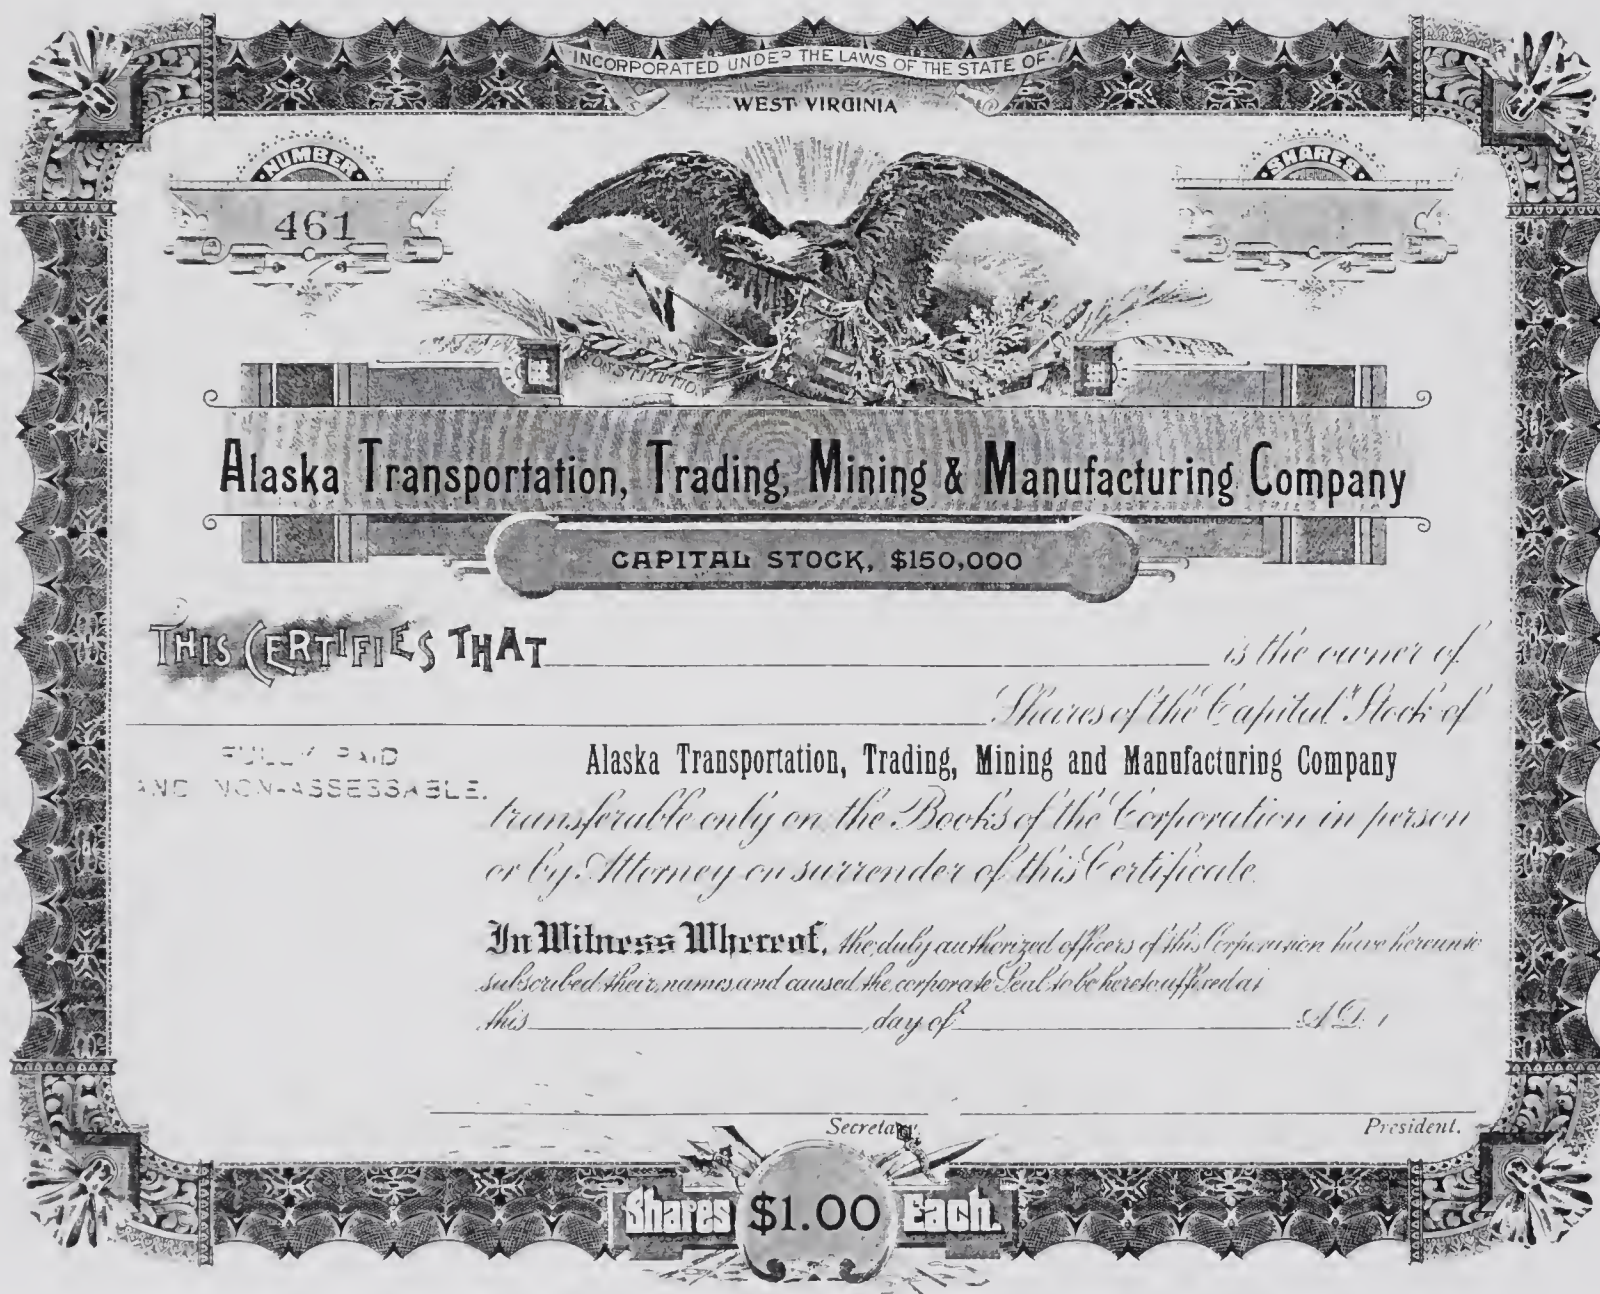 INCORPORATED UNDER THE LAWS OF THE STATE OF
WEST VIRGINIA
NUMBER
461
SHARES
CONSTITUTIO
Alaska Transportation, Trading, Mining & Manufacturing Company
CAPITAL STOCK, $150,000
THIS CERTIFIES THAT is the owner of
Shares of the Capital Stock of
FULLY PAID
AND NON-ASSESSABLE.
Alaska Transportation, Trading, Mining and Manufacturing Company
transferable only on the Books of the Corporation in person
or by Attorney on surrender of this Certificate.
In Witness Whereof, the duly authorized officers of this Corporation have hereunto
subscribed their names and caused the corporate Seal to be hereto affixed at
this day of A.D. 1
Secretary.
President.
Shares $1.00 Each.